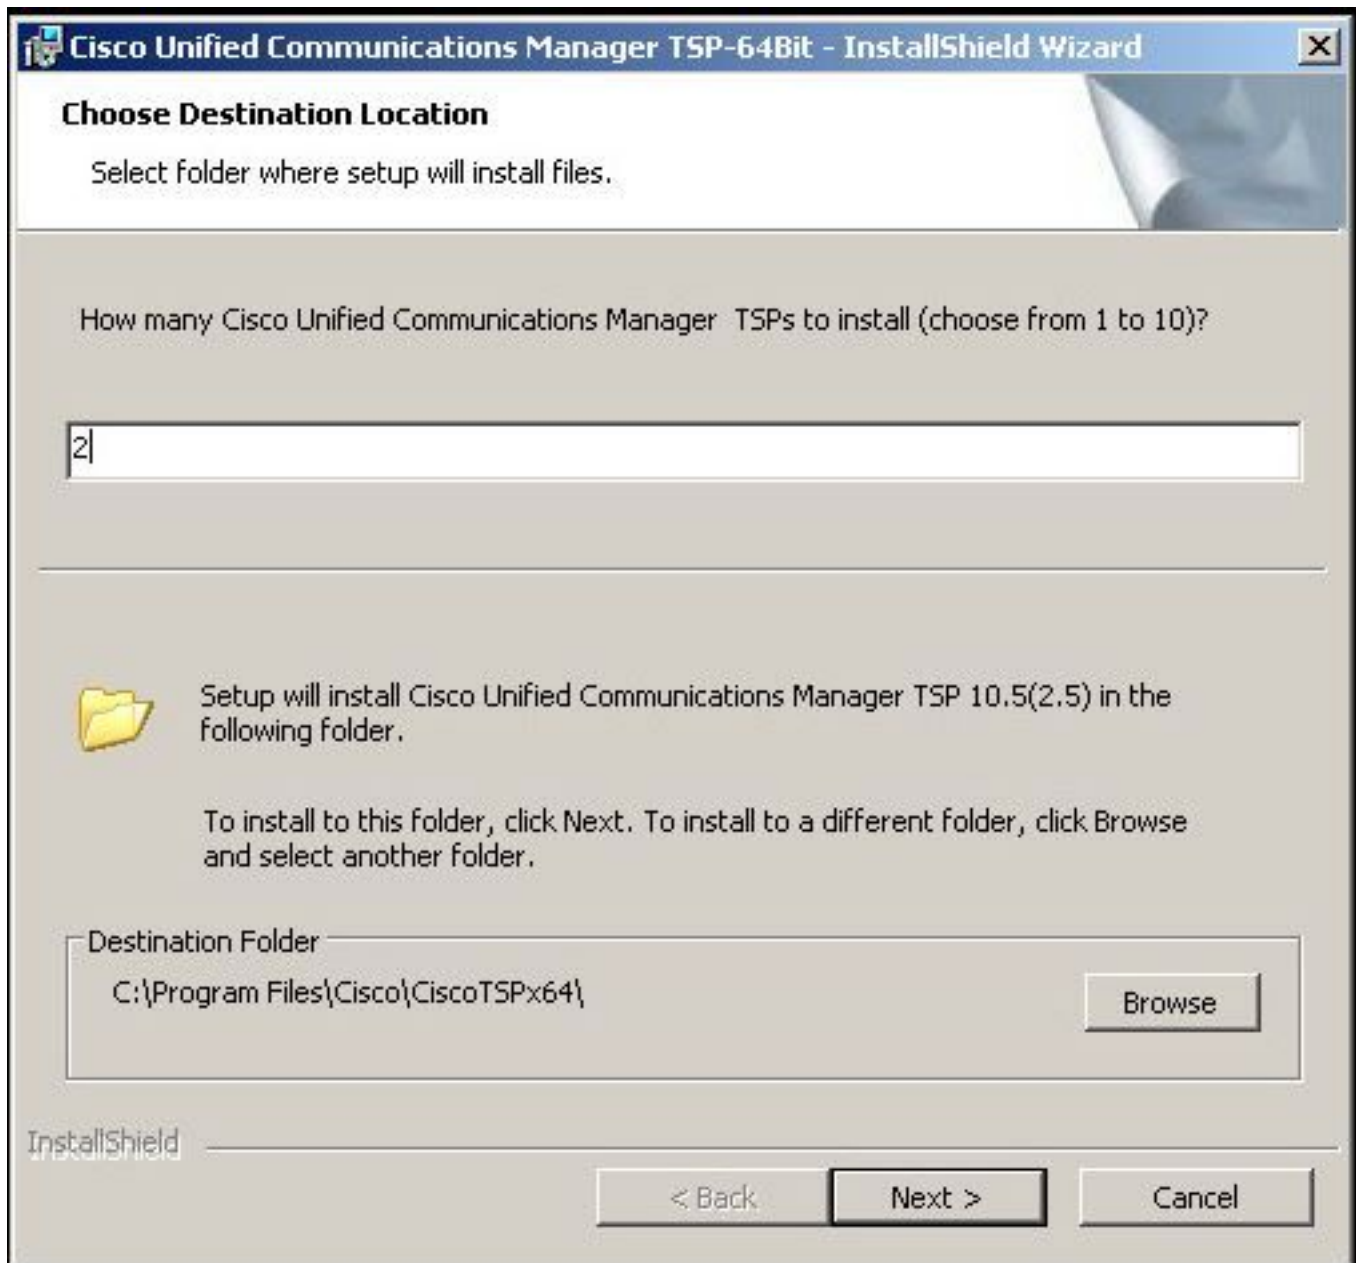 Cisco Unified Communications Manager TSP-64Bit - InstallShield Wizard
Choose Destination Location
Select folder where setup will install files.
How many Cisco Unified Communications Manager  TSPs to install (choose from 1 to 10)?
2
Setup will install Cisco Unified Communications Manager TSP 10.5(2.5) in the
following folder.
To install to this folder, click Next. To install to a different folder, click Browse
and select another folder.
Destination Folder
C:\Program Files\Cisco\CiscoTSPx64\
Browse
InstallShield
< Back
Next >
Cancel